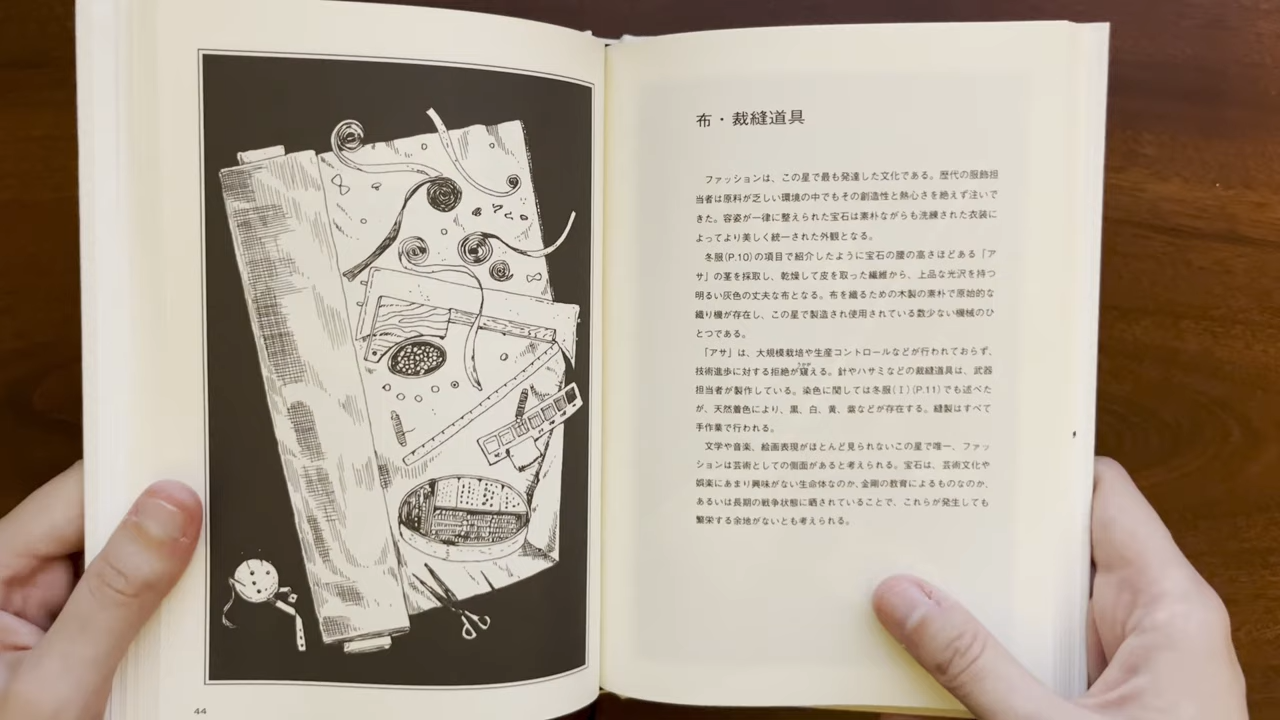 布・裁縫道具
ファッションは、この星で最も発達した文化である。歴代の服飾担
当者は原料が乏しい環境の中でもその創造性と熱心さを絶えず注いで
きた。容姿が一律に整えられた宝石は素朴ながらも洗練された衣装に
よってより美しく統一された外観となる。
冬服(P.10)の項目で紹介したように宝石の腰の高さほどある「ア
サ」の茎を採取し、乾燥して皮を取った繊維から、上品な光沢を持つ
明るい灰色の丈夫な布となる。布を織るための木製の素朴で原始的な
織り機が存在し、この星で製造され使用されている数少ない機械のひ
とつである。
「アサ」は、大規模栽培や生産コントロールなどが行われておらず、
技術進歩に対する拒絶が窺える。針やハサミなどの裁縫道具は、武器
担当者が製作している。染色に関しては冬服(Ⅰ)(P.11)でも述べた
が、天然着色により、黒、白、黄、紫などが存在する。縫製はすべて
手作業で行われる。
文学や音楽、絵画表現がほとんど見られないこの星で唯一、ファッ
ションは芸術としての側面があると考えられる。宝石は、芸術文化や
娯楽にあまり興味がない生命体なのか、金剛の教育によるものなのか、
あるいは長期の戦争状態に晒されていることで、これらが発生しても
繁栄する余地がないとも考えられる。
44